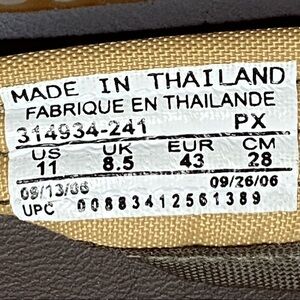 MADE IN THAILAND
FABRIQUE EN THAILANDE
314934-241 PX
US UK EUR CM
11 8.5 43 28
09/13/06 09/26/06
UPC 00883412561389